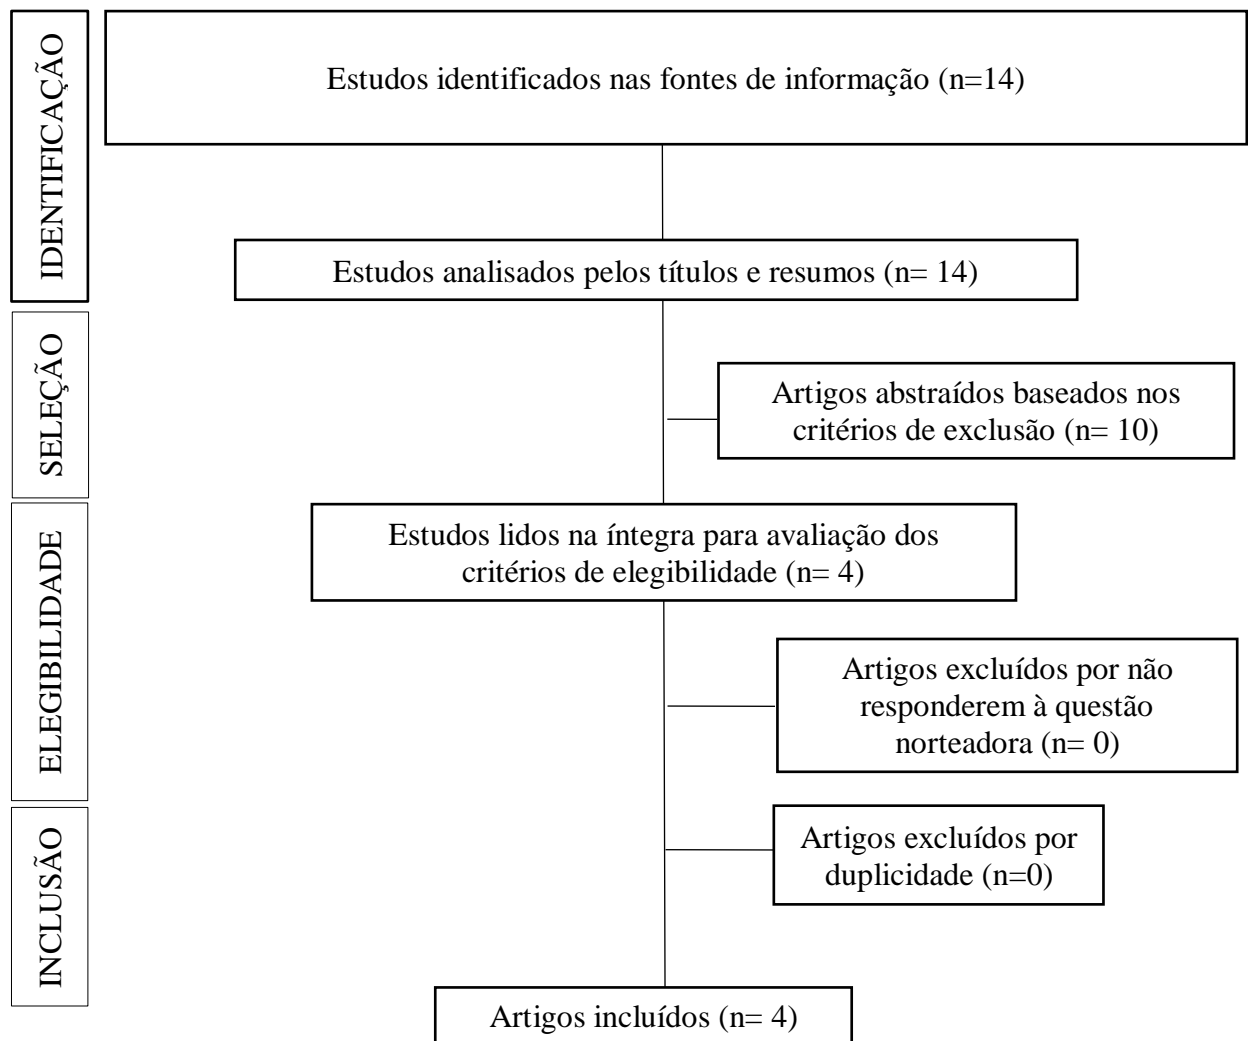 IDENTIFICAÇÃO
Estudos identificados nas fontes de informação (n=14)
Estudos analisados pelos títulos e resumos (n= 14)
SELEÇÃO
Artigos abstraídos baseados nos
critérios de exclusão (n= 10)
ELEGIBILIDADE
Estudos lidos na íntegra para avaliação dos
critérios de elegibilidade (n= 4)
Artigos excluídos por não
responderem à questão
norteadora (n= 0)
INCLUSÃO
Artigos excluídos por
duplicidade (n=0)
Artigos incluídos (n= 4)